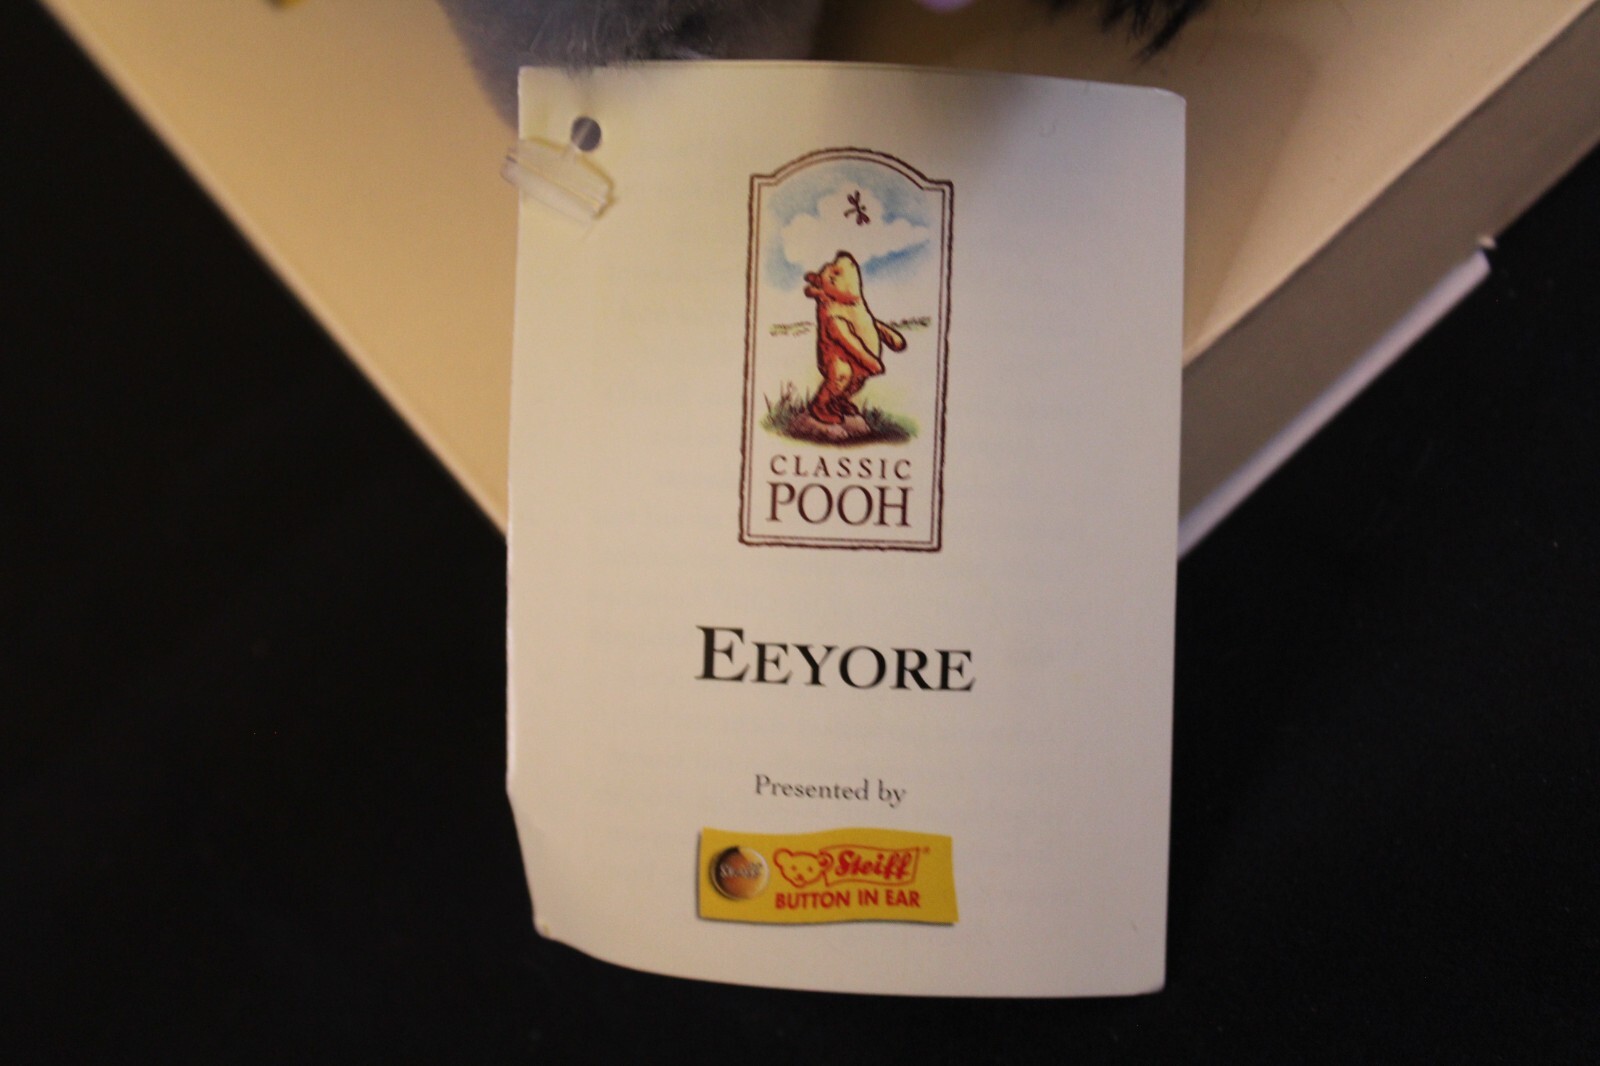 CLASSIC
POOH
EEYORE
Presented by
Steiff
BUTTON IN EAR